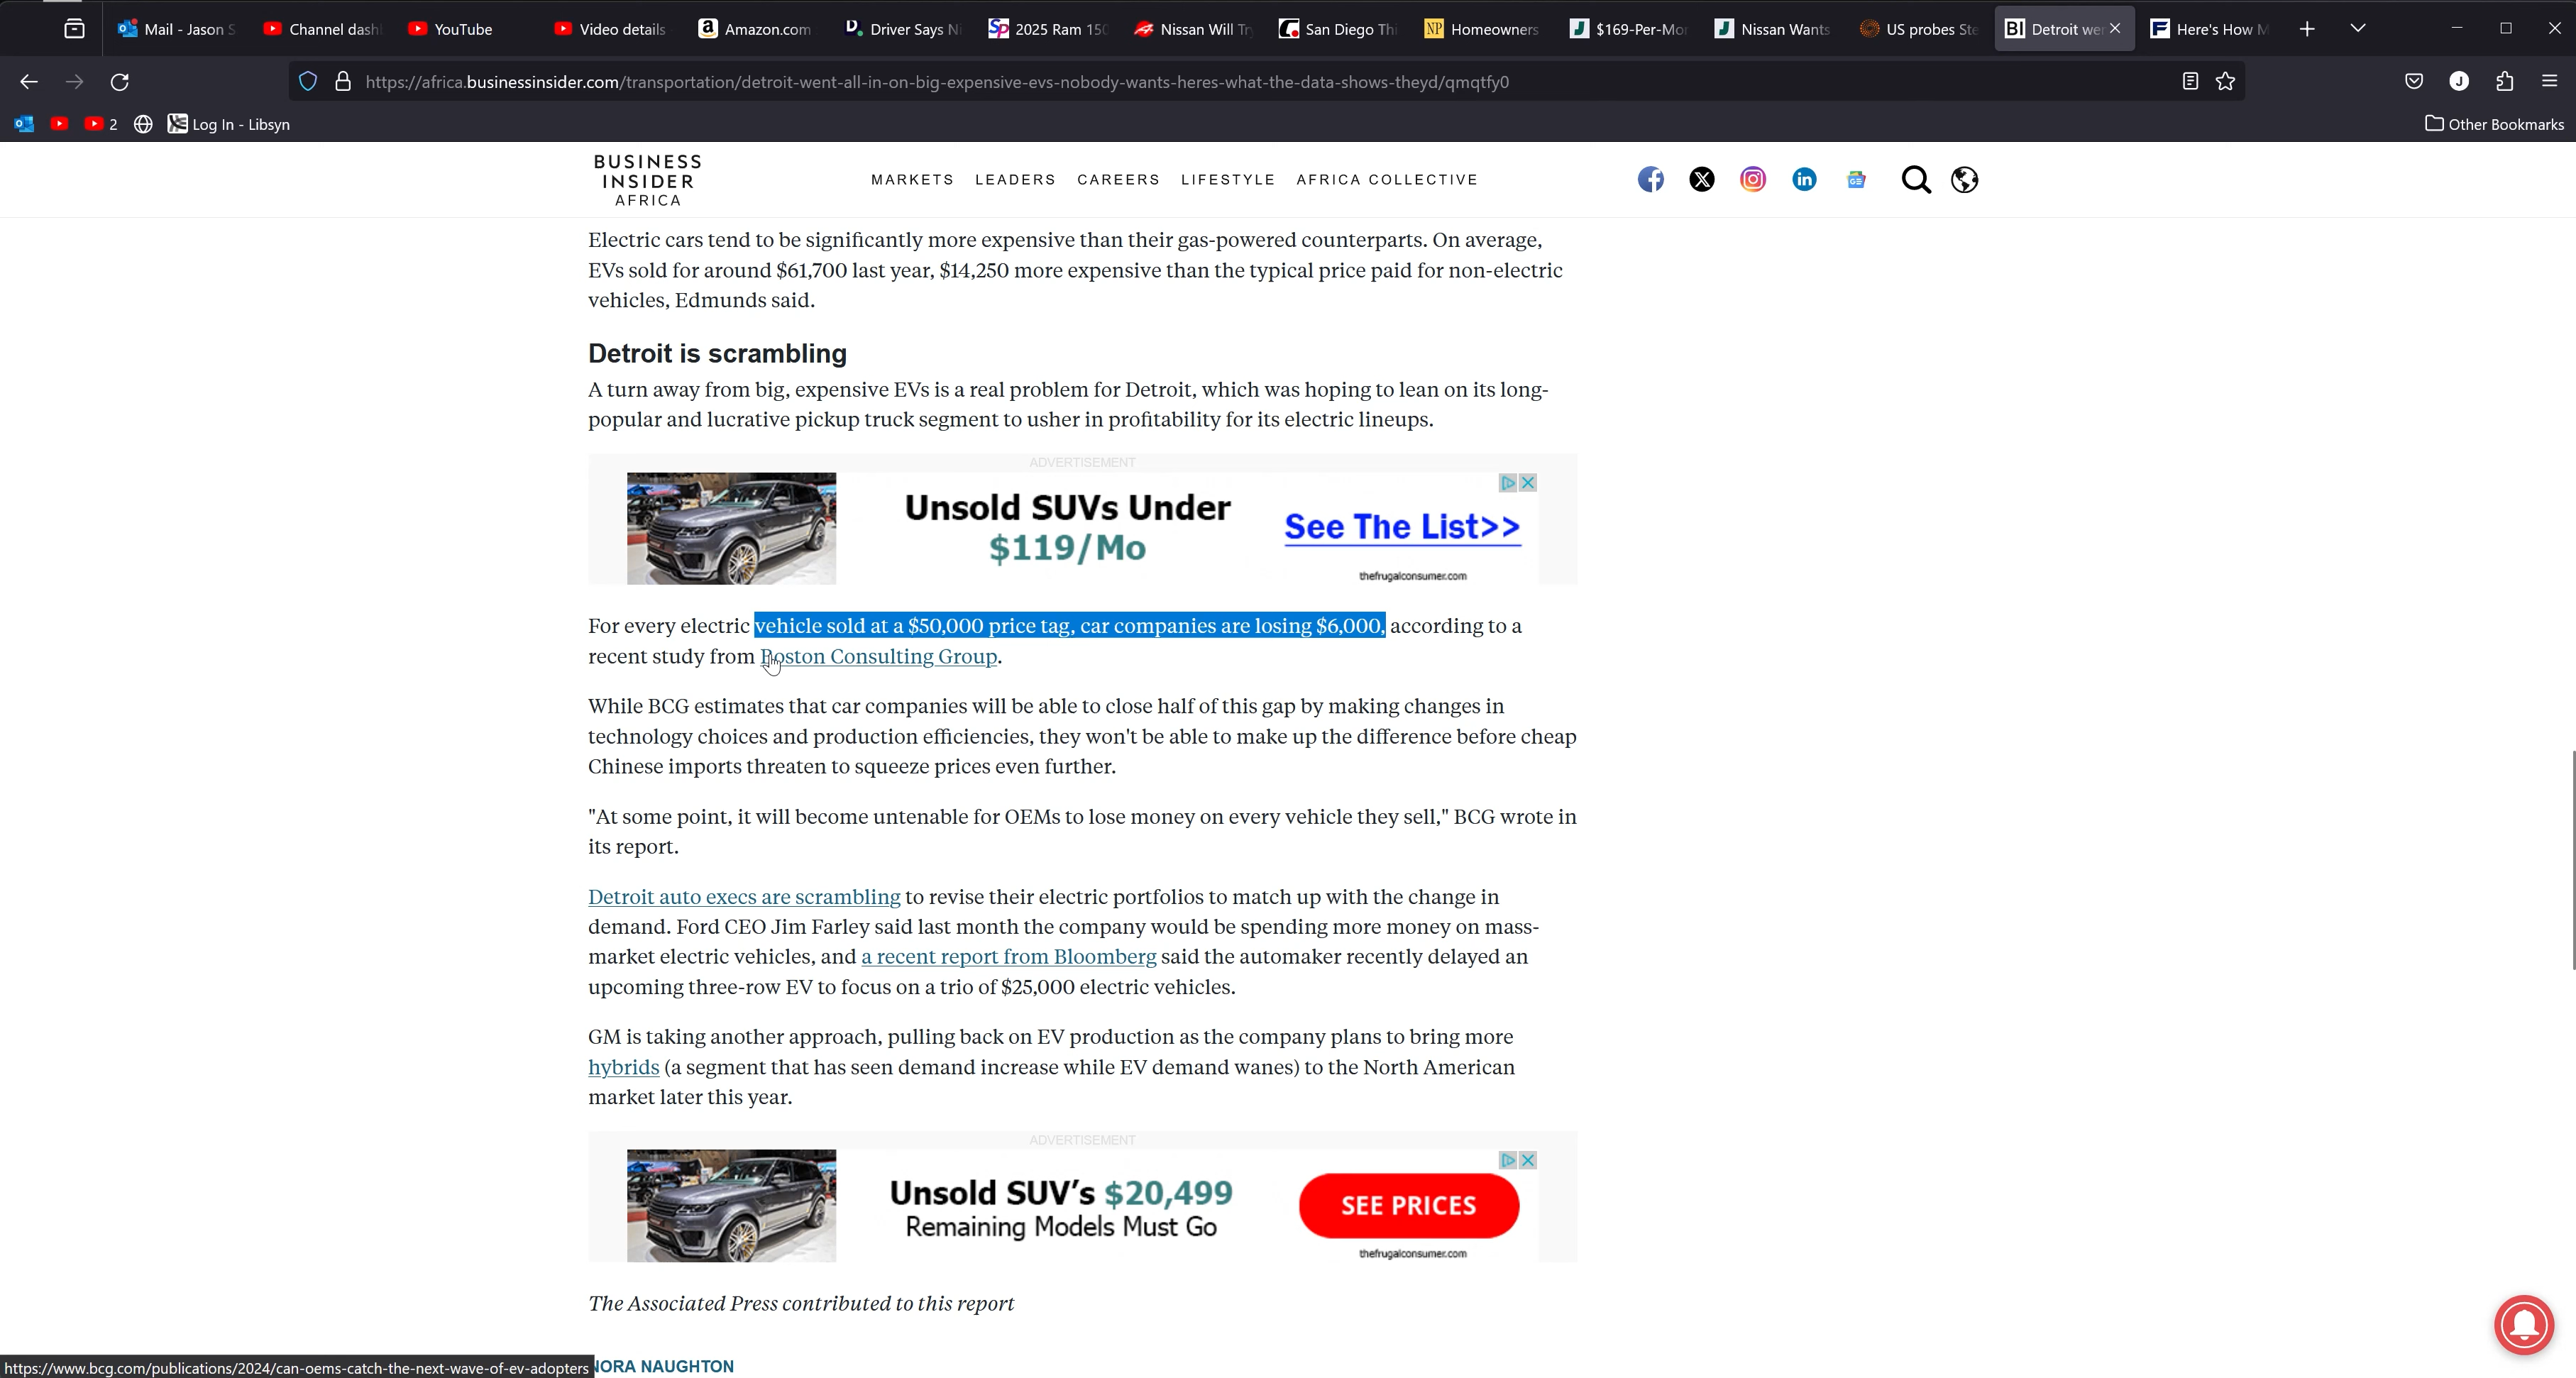 Mail - Jason S
Channel dash
YouTube
Video details
Amazon.com
Driver Says Ni
2025 Ram 150
Nissan Will Try
San Diego Thi
Homeowners
$169-Per-Mon
Nissan Wants
US probes Ste
Detroit wer
Here's How M
https://africa.businessinsider.com/transportation/detroit-went-all-in-on-big-expensive-evs-nobody-wants-heres-what-the-data-shows-theyd/qmqtfy0
2
Log In - Libsyn
Other Bookmarks
BUSINESS
INSIDER
AFRICA
MARKETS LEADERS CAREERS LIFESTYLE AFRICA COLLECTIVE
Electric cars tend to be significantly more expensive than their gas-powered counterparts. On average,
EVs sold for around $61,700 last year, $14,250 more expensive than the typical price paid for non-electric
vehicles, Edmunds said.
Detroit is scrambling
A turn away from big, expensive EVs is a real problem for Detroit, which was hoping to lean on its long-
popular and lucrative pickup truck segment to usher in profitability for its electric lineups.
ADVERTISEMENT
Unsold SUVs Under
$119/Mo
See The List>>
thefrugalconsumer.com
For every electric vehicle sold at a $50,000 price tag, car companies are losing $6,000, according to a
recent study from Boston Consulting Group.
While BCG estimates that car companies will be able to close half of this gap by making changes in
technology choices and production efficiencies, they won't be able to make up the difference before cheap
Chinese imports threaten to squeeze prices even further.
"At some point, it will become untenable for OEMs to lose money on every vehicle they sell," BCG wrote in
its report.
Detroit auto execs are scrambling to revise their electric portfolios to match up with the change in
demand. Ford CEO Jim Farley said last month the company would be spending more money on mass-
market electric vehicles, and a recent report from Bloomberg said the automaker recently delayed an
upcoming three-row EV to focus on a trio of $25,000 electric vehicles.
GM is taking another approach, pulling back on EV production as the company plans to bring more
hybrids (a segment that has seen demand increase while EV demand wanes) to the North American
market later this year.
ADVERTISEMENT
Unsold SUV's $20,499
Remaining Models Must Go
SEE PRICES
thefrugalconsumer.com
The Associated Press contributed to this report
NORA NAUGHTON
https://www.bcg.com/publications/2024/can-oems-catch-the-next-wave-of-ev-adopters